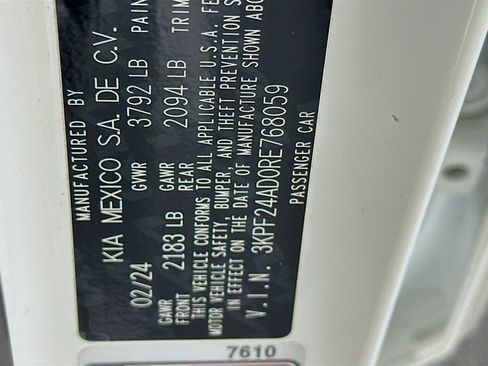 MANUFACTURED BY
KIA MEXICO S.A. DE C.V.
02/24 GVWR 3792 LB PAIN
GAWR FRONT 2183 LB GAWR REAR 2094 LB TRIM
THIS VEHICLE CONFORMS TO ALL APPLICABLE U.S.A. FE
MOTOR VEHICLE SAFETY, BUMPER, AND THEFT PREVENTION S
IN EFFECT ON THE DATE OF MANUFACTURE SHOWN ABO
V.I.N. 3KPF24AD0RE768059
PASSENGER CAR
7610